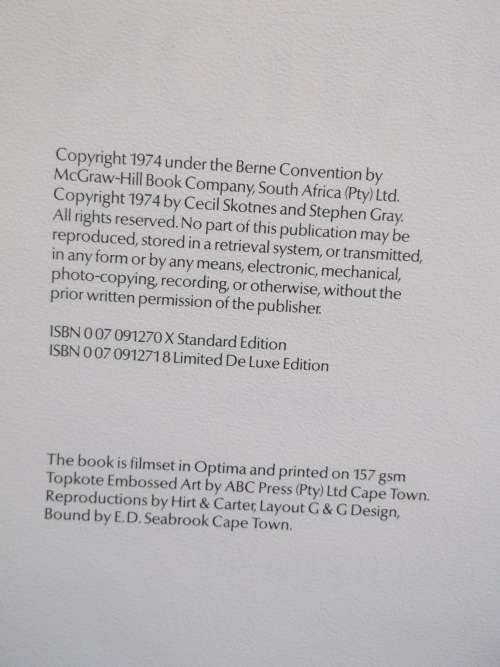 Copyright 1974 under the Berne Convention by
McGraw-Hill Book Company, South Africa (Pty) Ltd.
Copyright 1974 by Cecil Skotnes and Stephen Gray.
All rights reserved. No part of this publication may be
reproduced, stored in a retrieval system, or transmitted,
in any form or by any means, electronic, mechanical,
photo-copying, recording, or otherwise, without the
prior written permission of the publisher.
ISBN 0 07 091270 X Standard Edition
ISBN 0 07 091271 8 Limited De Luxe Edition
The book is filmset in Optima and printed on 157 gsm
Topkote Embossed Art by ABC Press (Pty) Ltd Cape Town.
Reproductions by Hirt & Carter, Layout G & G Design,
Bound by E.D. Seabrook Cape Town.